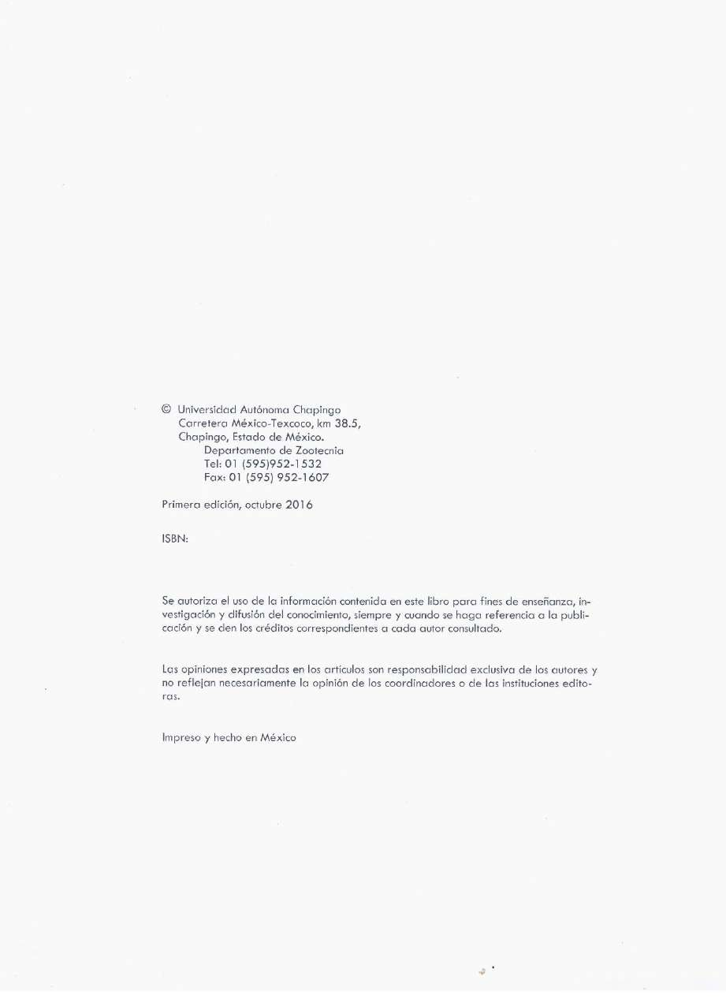 © Universidad Autónoma Chapingo
Carretera México-Texcoco, km 38.5,
Chapingo, Estado de México.
Departamento de Zootecnia
Tel: 01 (595)952-1532
Fax: 01 (595) 952-1607
Primera edición, octubre 2016
ISBN:
Se autoriza el uso de la información contenida en este libro para fines de enseñanza, in-
vestigación y difusión del conocimiento, siempre y cuando se haga referencia a la publi-
cación y se den los créditos correspondientes a cada autor consultado.
Las opiniones expresadas en los artículos son responsabilidad exclusiva de los autores y
no reflejan necesariamente la opinión de los coordinadores o de las instituciones edito-
ras.
Impreso y hecho en México